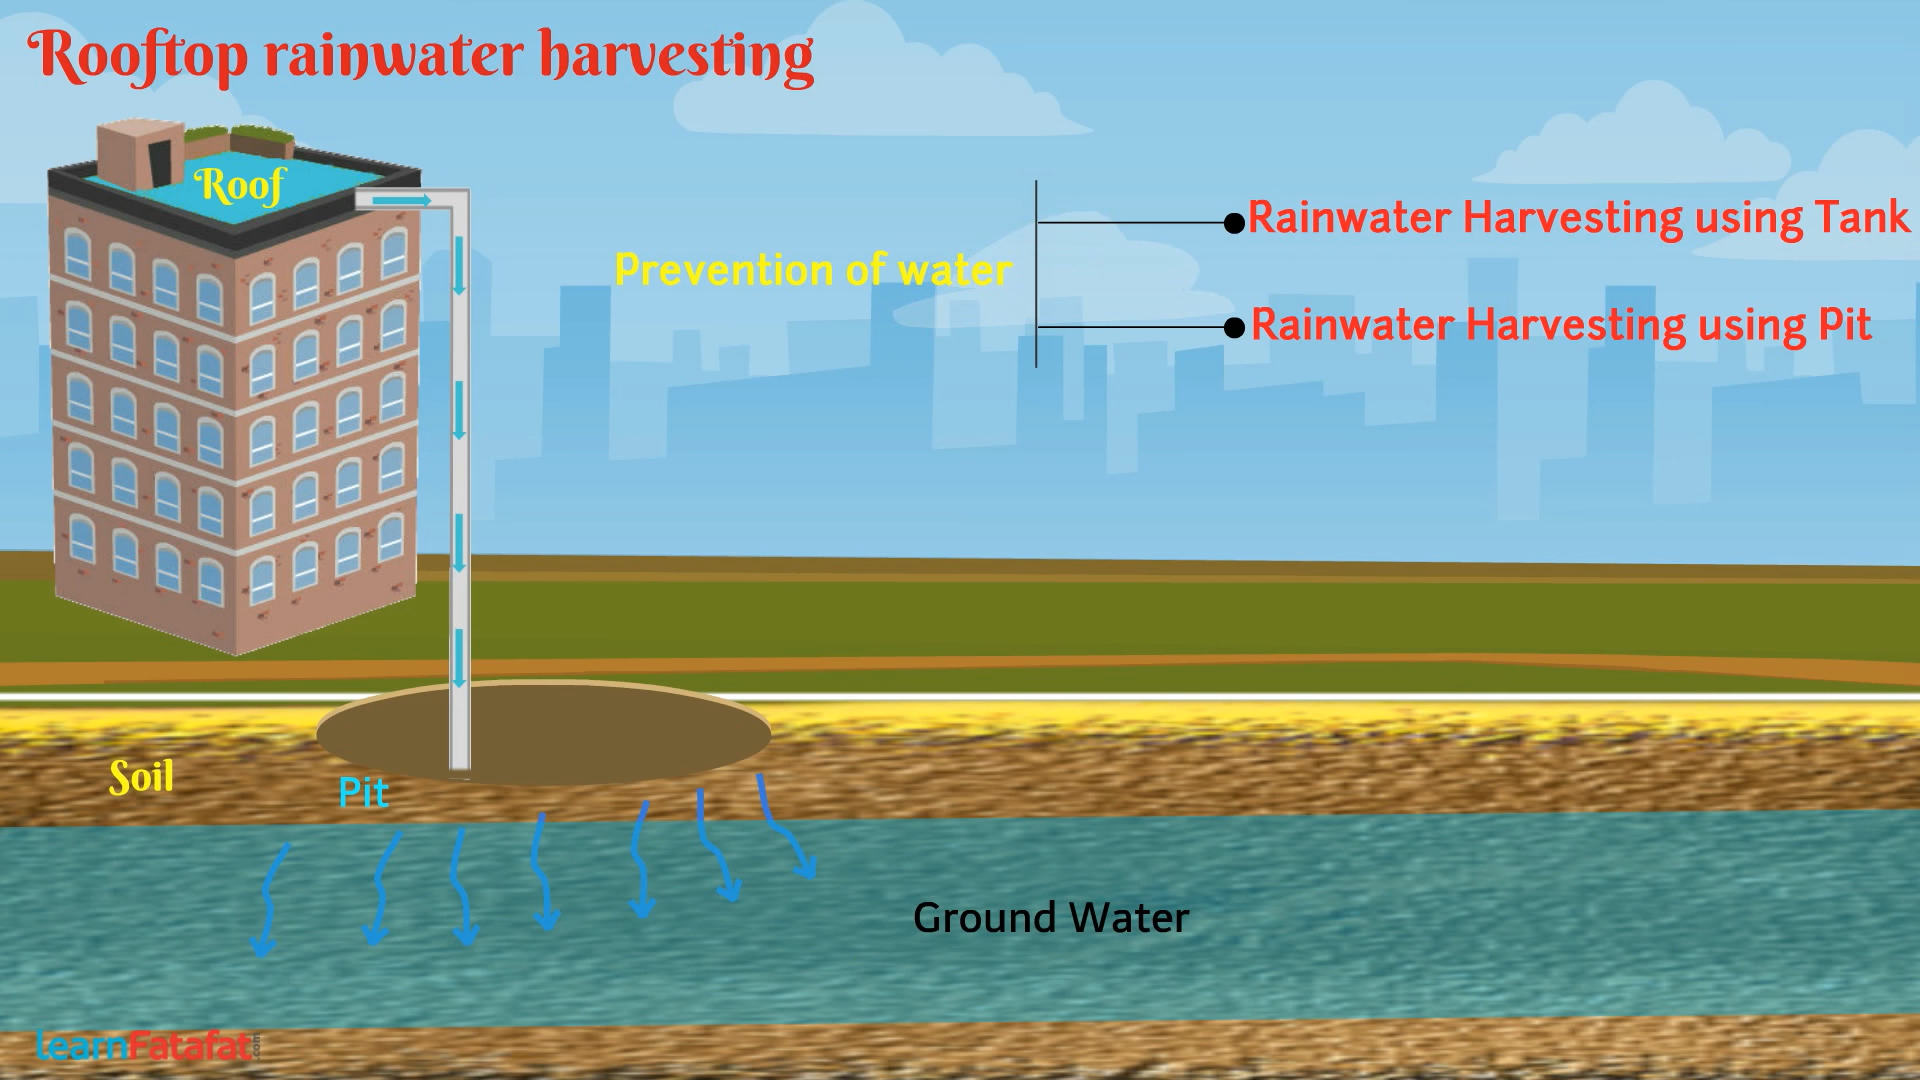 Rooftop rainwater harvesting
Roof
Prevention of water
Rainwater Harvesting using Tank
Rainwater Harvesting using Pit
Soil
Pit
Ground Water
learnFatafat.com